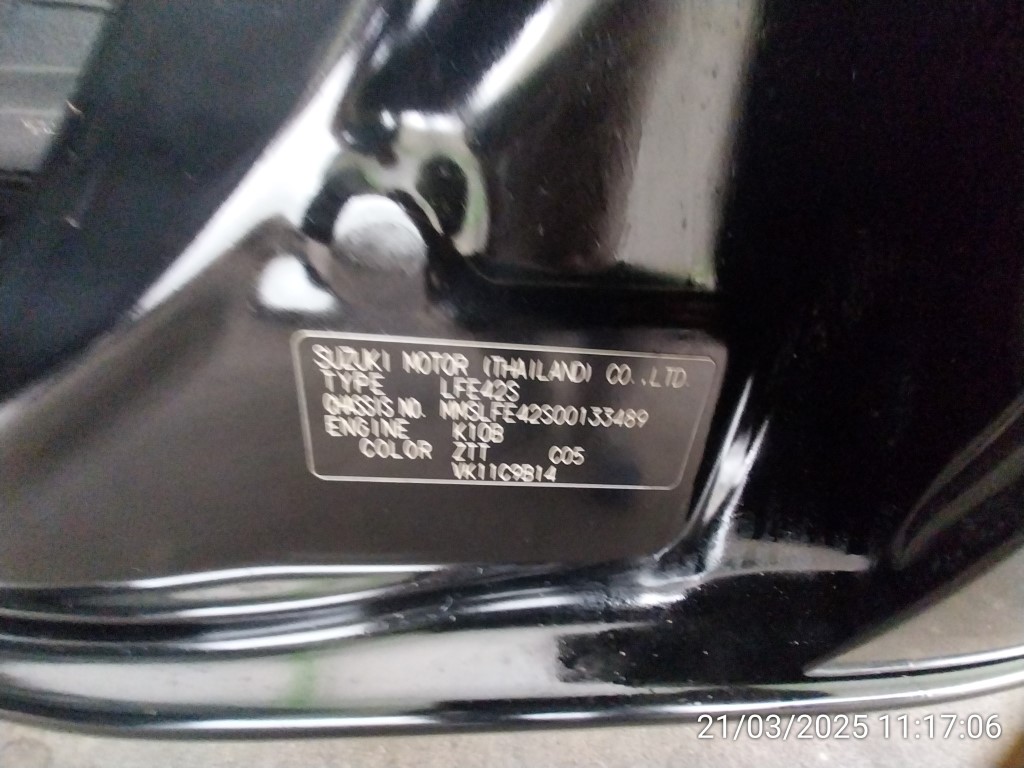 SUZUKI MOTOR (THAILAND) CO.,LTD.
TYPE LFE42S
CHASSIS NO. MMSLFE42S00133489
ENGINE K10B
COLOR ZTT C05
VK11C9B14
21/03/2025 11:17:06